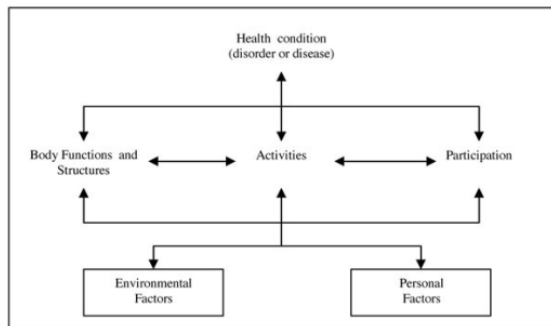 Health condition
(disorder or disease)
Body Functions and
Structures
Activities
Participation
Environmental
Factors
Personal
Factors